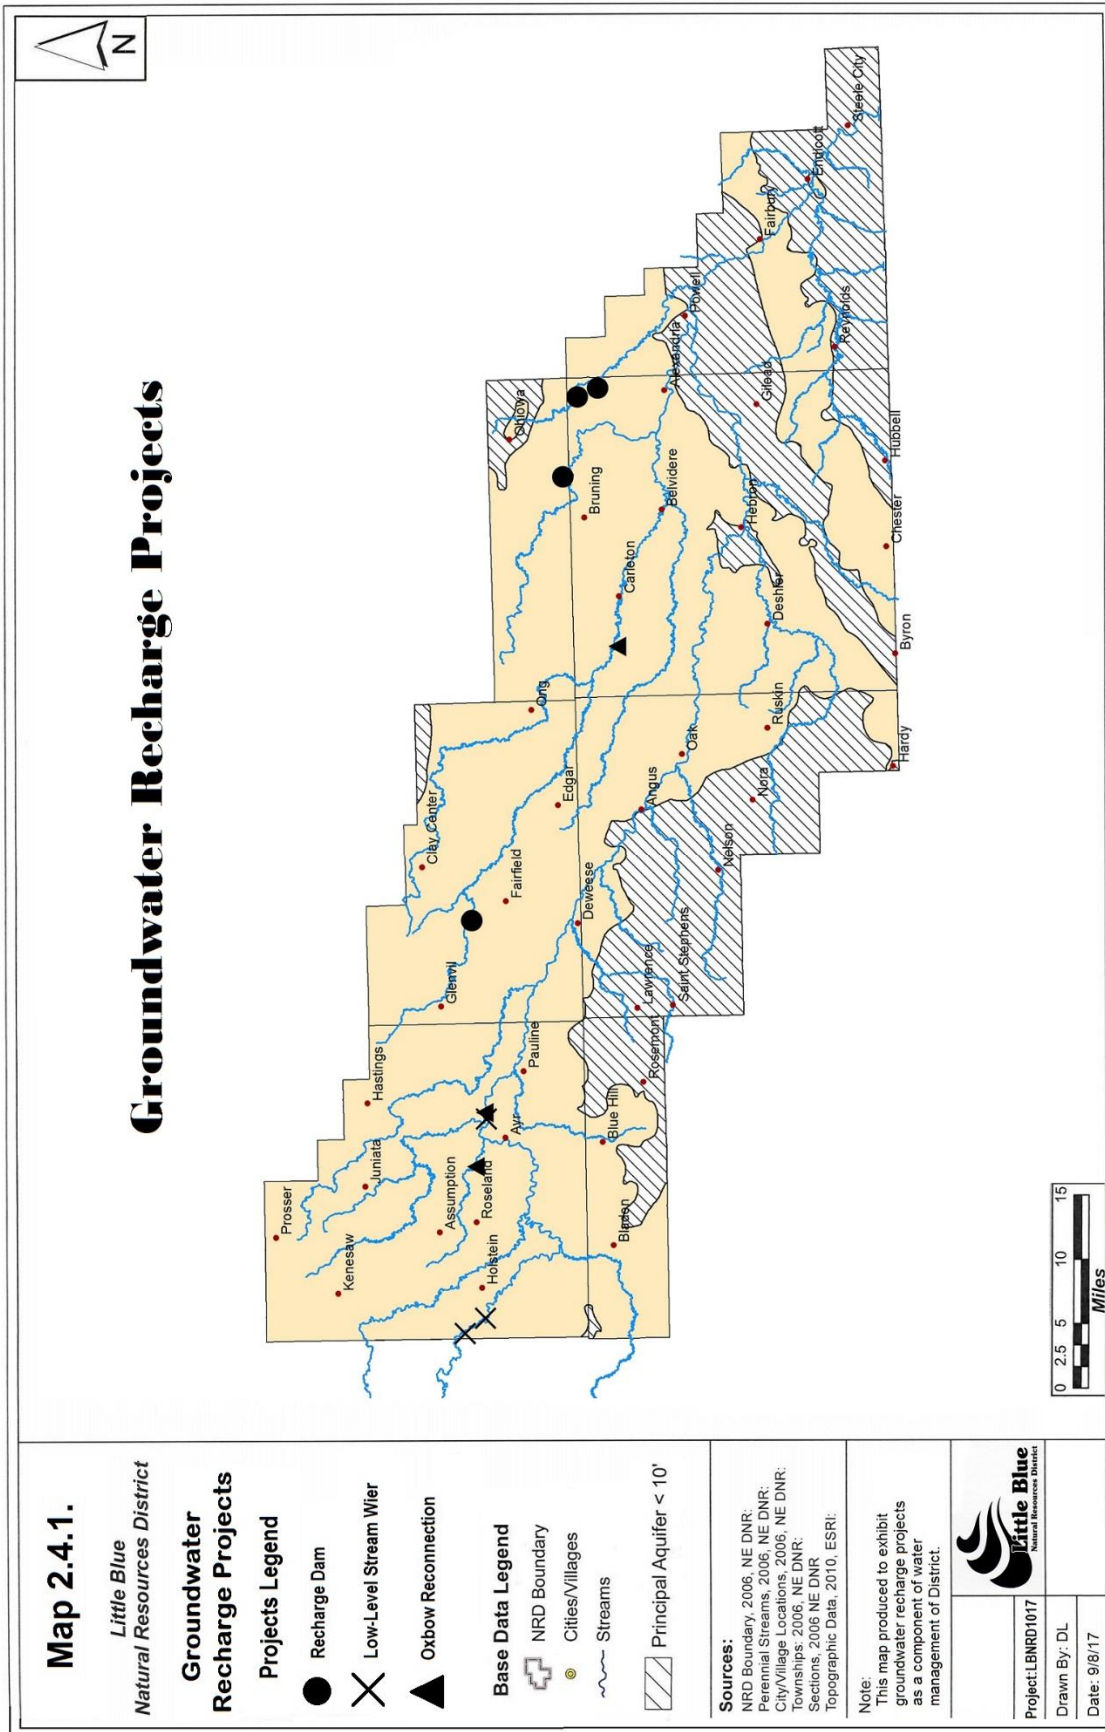 Map 2.4.1.
Little Blue
Natural Resources District
Groundwater
Recharge Projects
Projects Legend
Recharge Dam
Low-Level Stream Wier
Oxbow Reconnection
Base Data Legend
NRD Boundary
Cities/Villages
Streams
Principal Aquifer < 10'
Sources:
NRD Boundary, 2006, NE DNR:
Perennial Streams, 2006, NE DNR:
City/Village Locations, 2006, NE DNR:
Townships: 2006, NE DNR:
Sections, 2006 NE DNR
Topographic Data, 2010, ESRI:
Note:
This map produced to exhibit
groundwater recharge projects
as a component of water
management of District.
Little Blue
Natural Resources District
Project:LBNRD1017
Drawn By: DL
Date: 9/8/17
Groundwater Recharge Projects
N
Prosser
Kenesaw
Juniata
Hastings
Assumption
Roseland
Holstein
Ayr
Pauline
Blue Hill
Bladen
Rosemont
Glenvil
Clay Center
Fairfield
Edgar
Ong
Deweese
Lawrence
Saint Stephens
Angus
Nelson
Nora
Oak
Ruskin
Hardy
Ohiowa
Bruning
Carleton
Belvidere
Alexandria
Powell
Hebron
Deshler
Gilead
Byron
Chester
Hubbell
Reynolds
Fairbury
Endicott
Steele City
0 2.5 5 10 15
Miles